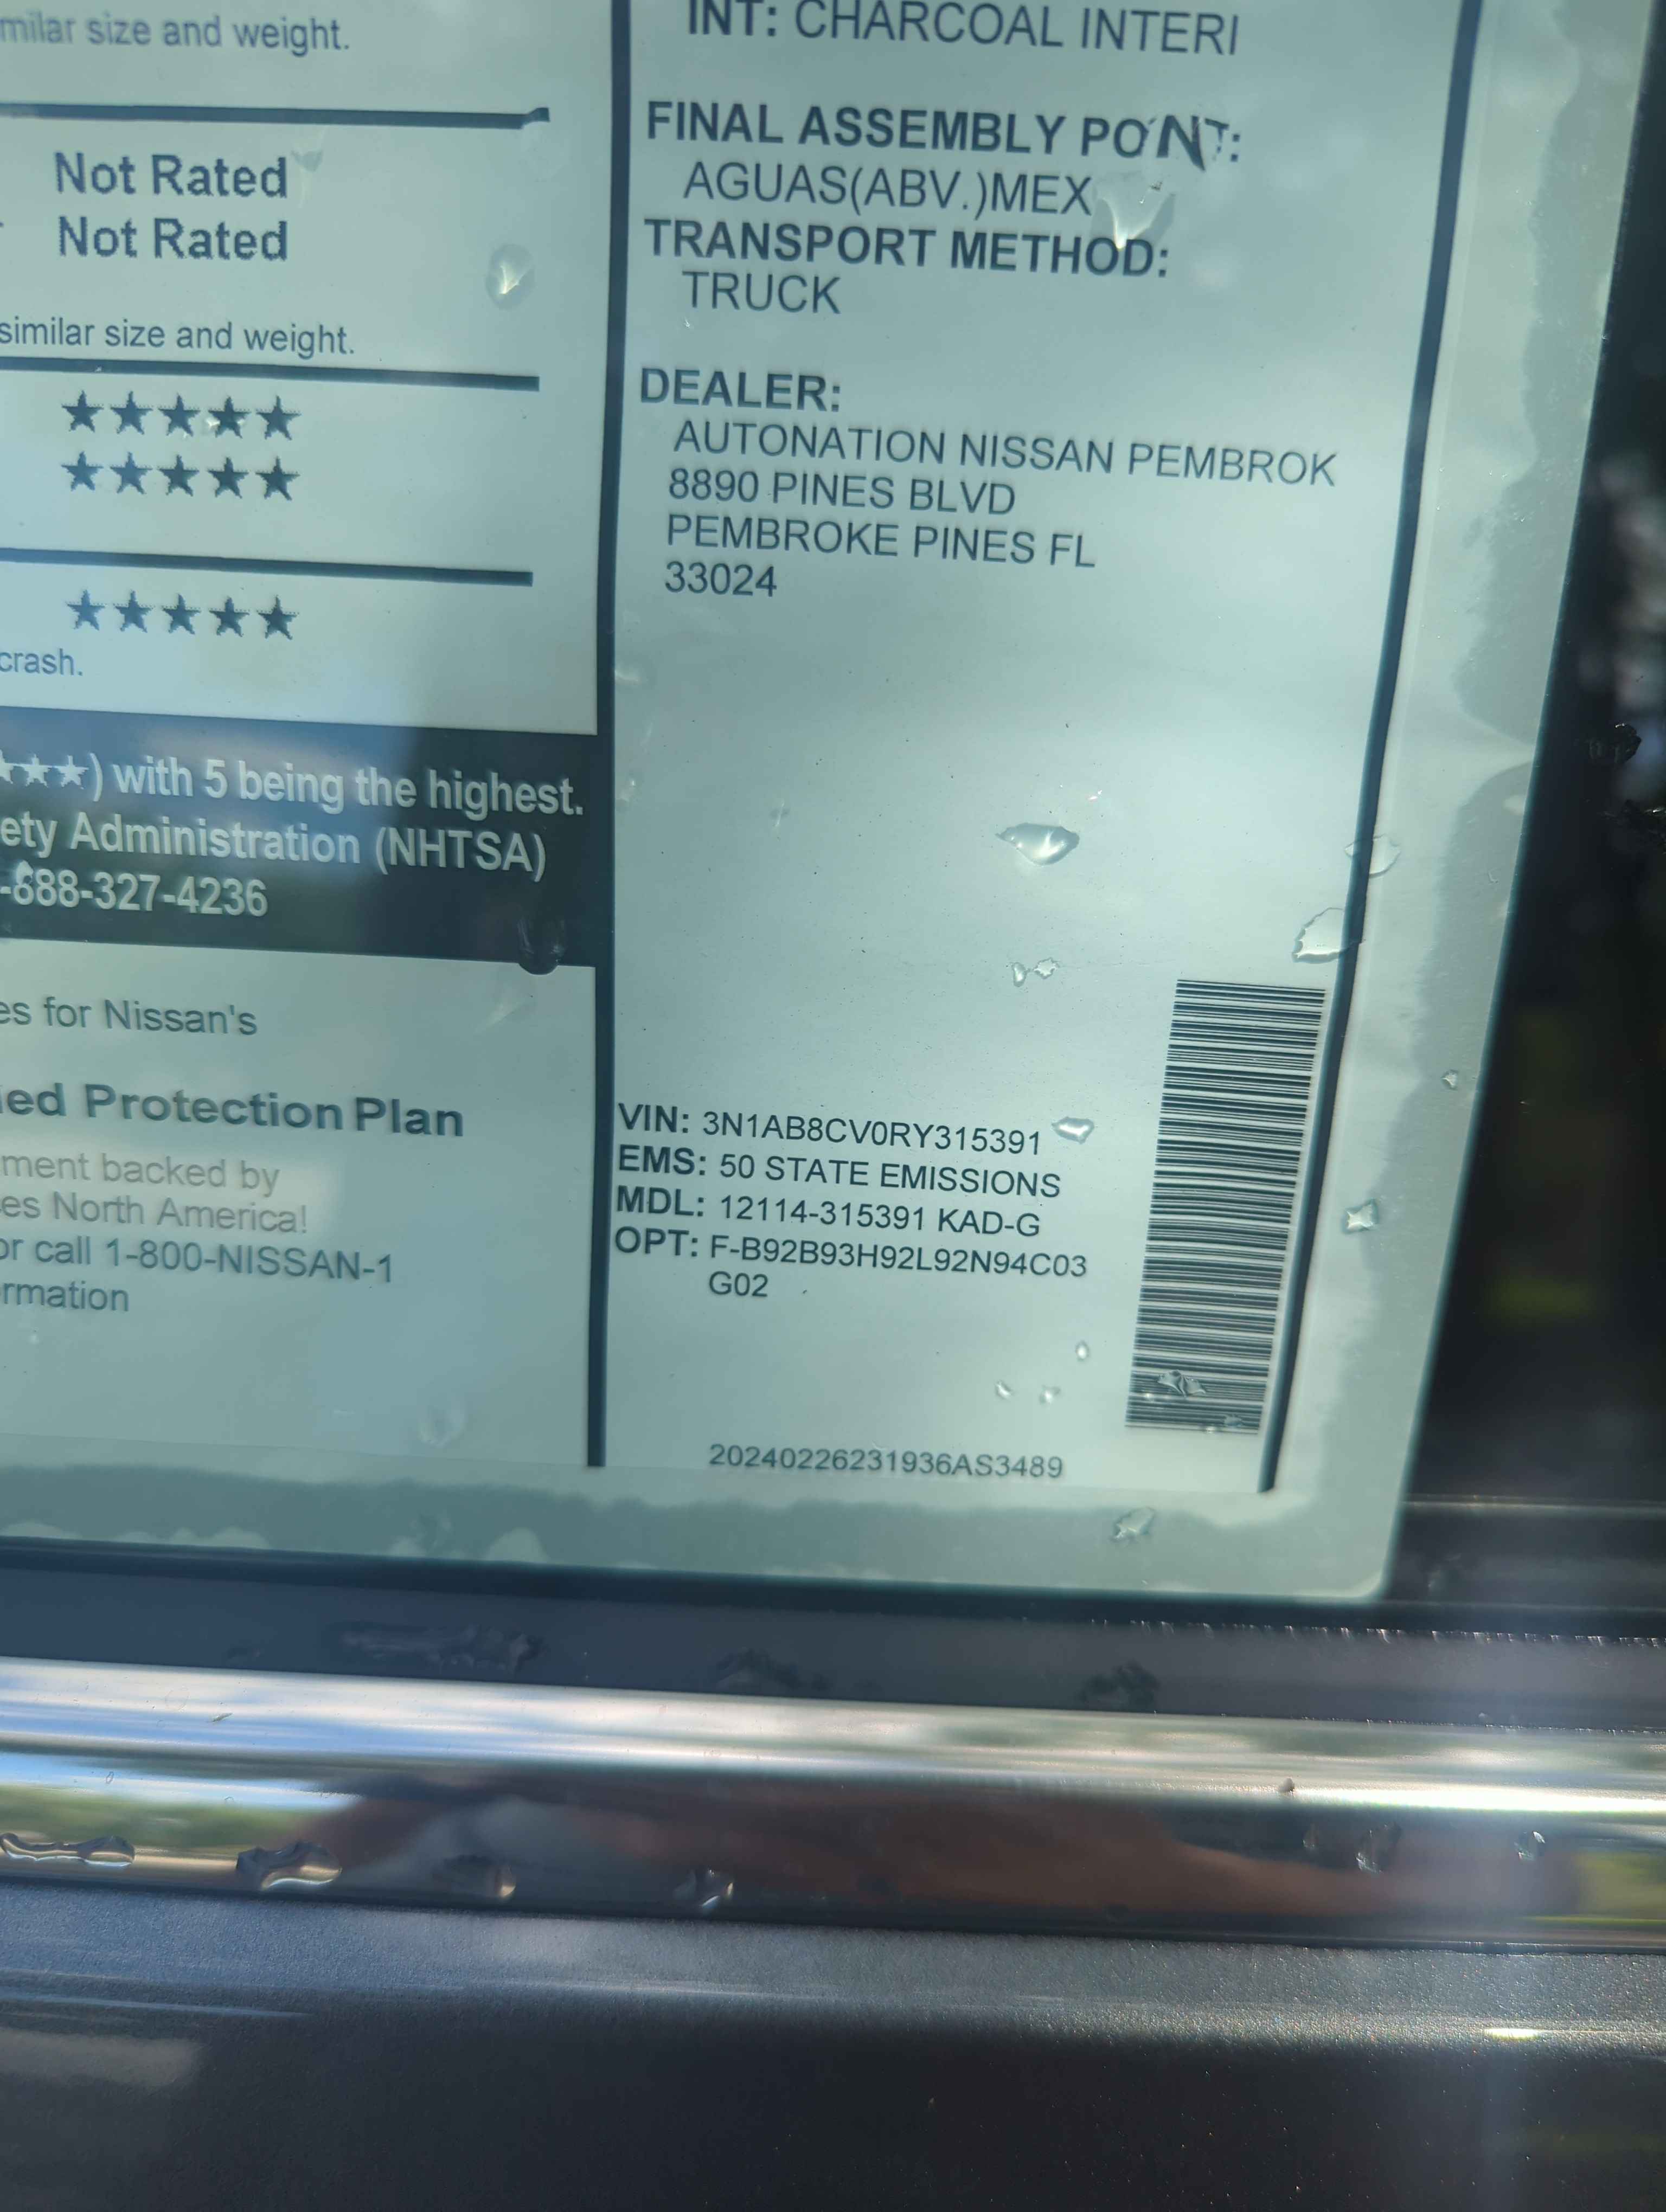 milar size and weight.
Not Rated
Not Rated
similar size and weight.
★★★★★
★★★★★
★★★★★
crash.
★★★) with 5 being the highest.
ety Administration (NHTSA)
-888-327-4236
es for Nissan's
ied Protection Plan
ment backed by
es North America!
or call 1-800-NISSAN-1
rmation
INT: CHARCOAL INTERI
FINAL ASSEMBLY POINT:
AGUAS(ABV.)MEX
TRANSPORT METHOD:
TRUCK
DEALER:
AUTONATION NISSAN PEMBROK
8890 PINES BLVD
PEMBROKE PINES FL
33024
VIN: 3N1AB8CV0RY315391
EMS: 50 STATE EMISSIONS
MDL: 12114-315391 KAD-G
OPT: F-B92B93H92L92N94C03
G02
20240226231936AS3489